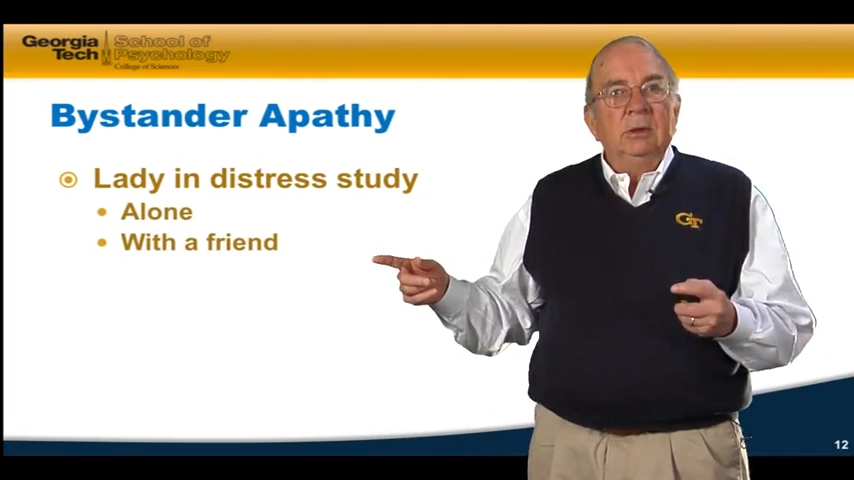 Georgia Tech
School of Psychology
College of Sciences
Bystander Apathy
Lady in distress study
Alone
With a friend
GT
12